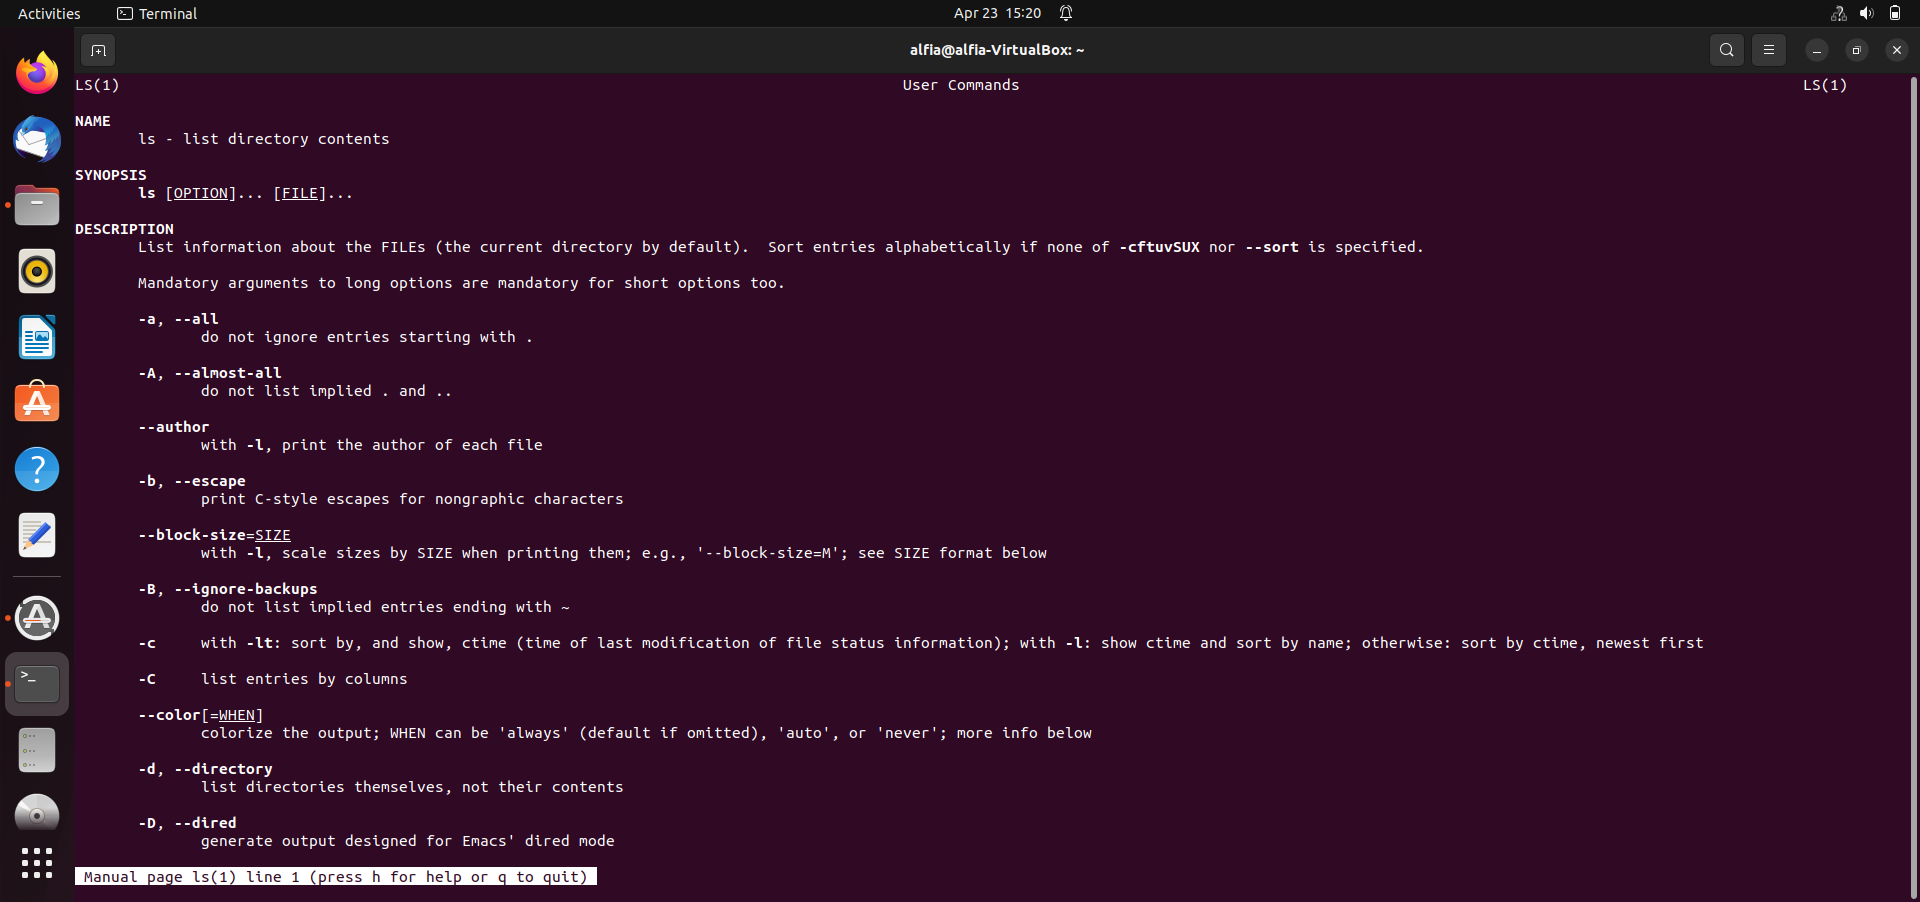 Activities Terminal Apr 23 15:20
alfia@alfia-VirtualBox: ~
LS(1) User Commands LS(1)
NAME
ls - list directory contents
SYNOPSIS
ls [OPTION]... [FILE]...
DESCRIPTION
List information about the FILEs (the current directory by default). Sort entries alphabetically if none of -cftuvSUX nor --sort is specified.
Mandatory arguments to long options are mandatory for short options too.
-a, --all
do not ignore entries starting with .
-A, --almost-all
do not list implied . and ..
--author
with -l, print the author of each file
-b, --escape
print C-style escapes for nongraphic characters
--block-size=SIZE
with -l, scale sizes by SIZE when printing them; e.g., '--block-size=M'; see SIZE format below
-B, --ignore-backups
do not list implied entries ending with ~
-c with -lt: sort by, and show, ctime (time of last modification of file status information); with -l: show ctime and sort by name; otherwise: sort by ctime, newest first
-C list entries by columns
--color[=WHEN]
colorize the output; WHEN can be 'always' (default if omitted), 'auto', or 'never'; more info below
-d, --directory
list directories themselves, not their contents
-D, --dired
generate output designed for Emacs' dired mode
Manual page ls(1) line 1 (press h for help or q to quit)